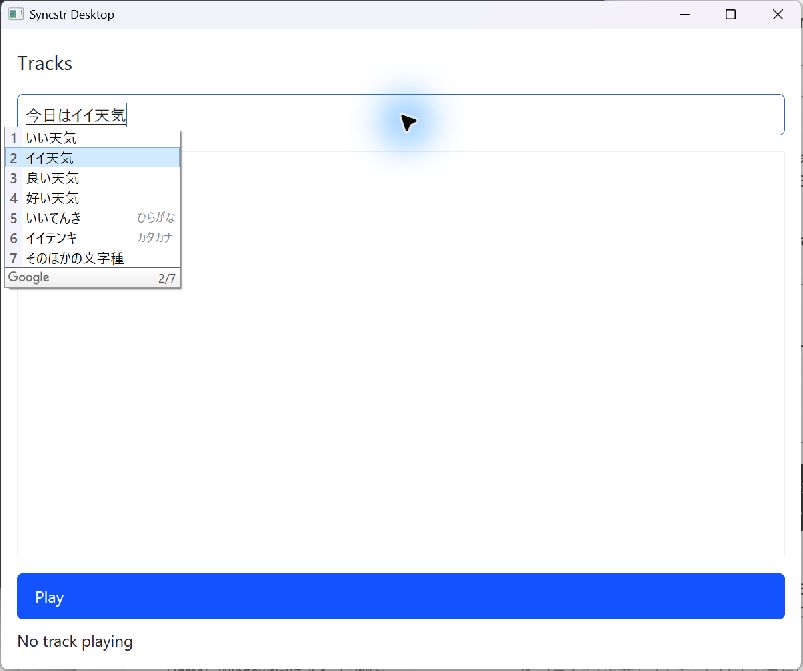 Syncstr Desktop
Tracks
今日はイイ天気
1 いい天気
2 イイ天気
3 良い天気
4 好い天気
5 いいてんき ひらがな
6 イイテンキ カタカナ
7 そのほかの文字種
Google 2/7
Play
No track playing